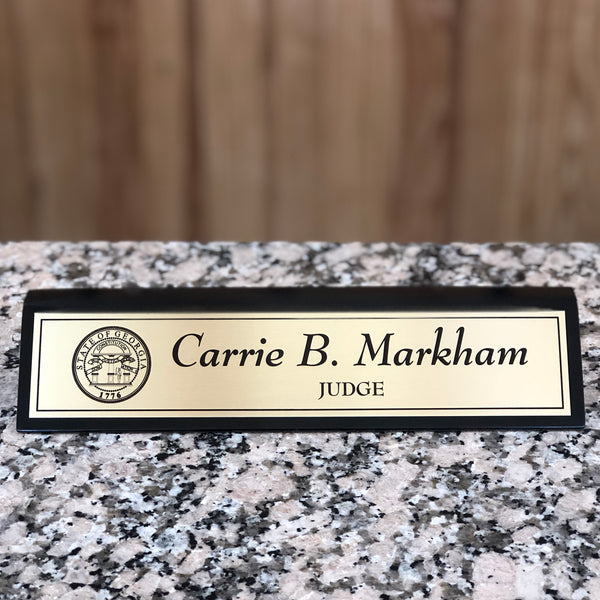 STATE OF GEORGIA
1776
Carrie B. Markham
JUDGE